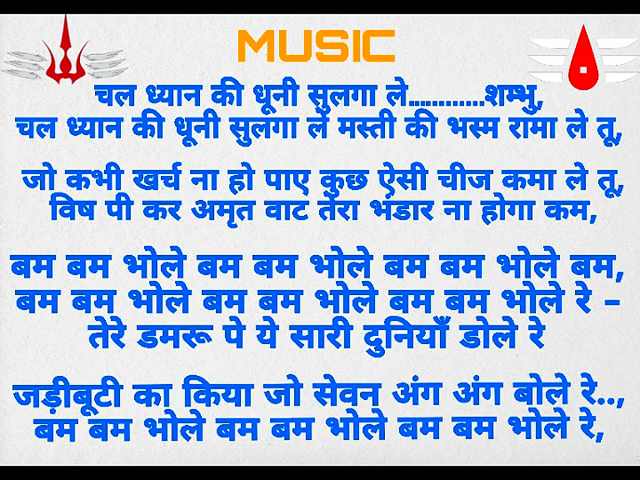 MUSIC
चल ध्यान की धूनी सुलगा ले............शम्भु,
चल ध्यान की धूनी सुलगा ले मस्ती की भस्म रामा ले तू,
जो कभी खर्च ना हो पाए कुछ ऐसी चीज कमा ले तू,
विष पी कर अमृत वाट तेरा भंडार ना होगा कम,
बम बम भोले बम बम भोले बम बम भोले बम,
बम बम भोले बम बम भोले बम बम भोले रे –
तेरे डमरू पे ये सारी दुनियाँ डोले रे
जड़ीबूटी का किया जो सेवन अंग अंग बोले रे..,
बम बम भोले बम बम भोले बम बम भोले रे,